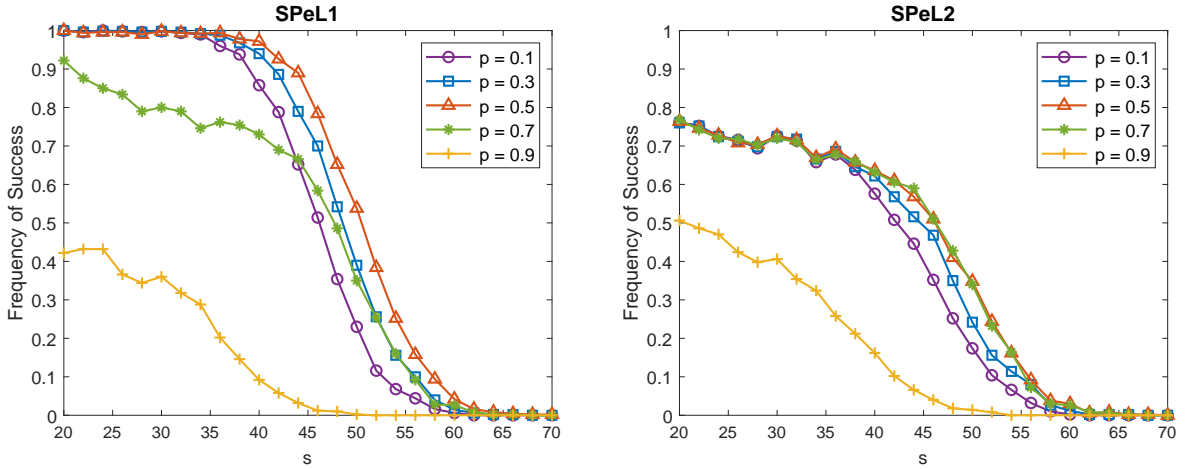 SPeL1
Frequency of Success
1
0.9
0.8
0.7
0.6
0.5
0.4
0.3
0.2
0.1
0
20 25 30 35 40 45 50 55 60 65 70
s
p = 0.1
p = 0.3
p = 0.5
p = 0.7
p = 0.9
SPeL2
Frequency of Success
1
0.9
0.8
0.7
0.6
0.5
0.4
0.3
0.2
0.1
0
20 25 30 35 40 45 50 55 60 65 70
s
p = 0.1
p = 0.3
p = 0.5
p = 0.7
p = 0.9